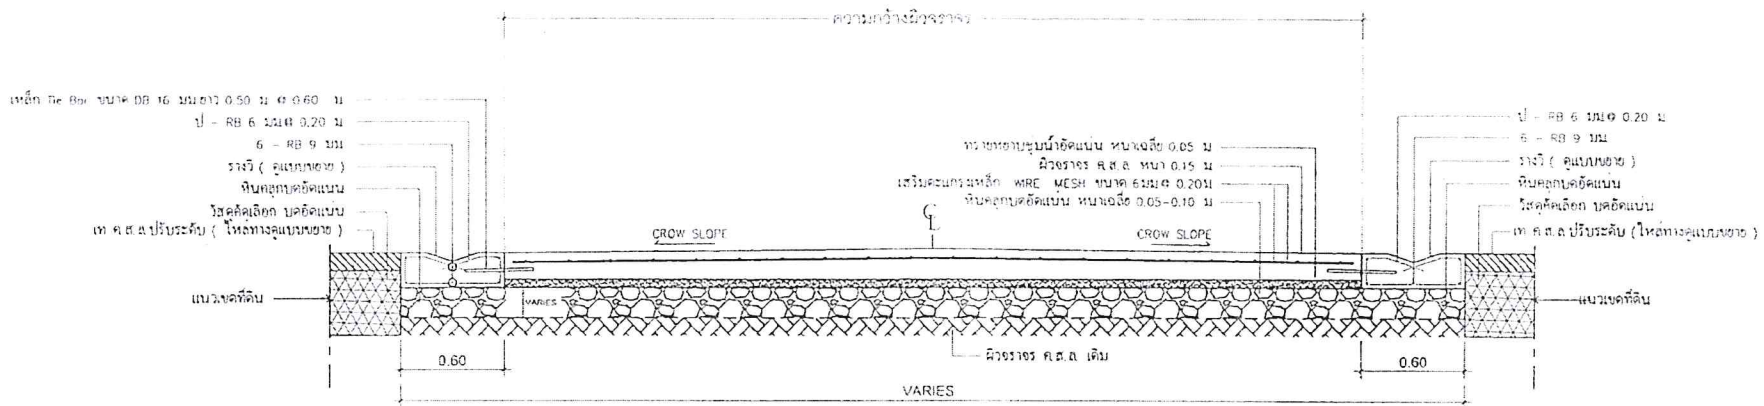 ความกว้างผิวจราจร
เหล็ก Tie Bar ขนาด DB 16 มม ยาว 0.50 ม @ 0.60 ม
ป - RB 6 มม @ 0.20 ม
6 - RB 9 มม
รางวี ( ดูแบบขยาย )
หินคลุกบดอัดแน่น
วัสดุคัดเลือก บดอัดแน่น
เท ค.ส.ล ปรับระดับ ( ไหล่ทางดูแบบขยาย )
แนวเขตที่ดิน
ทรายหยาบชุ่มน้ำอัดแน่น หนาเฉลี่ย 0.05 ม
ผิวจราจร ค.ส.ล. หนา 0.15 ม
เสริมตะแกรงเหล็ก WIRE MESH ขนาด 6 มม @ 0.20 ม
หินคลุกบดอัดแน่น หนาเฉลี่ย 0.05-0.10 ม
CL
CROW SLOPE
CROW SLOPE
ป - RB 6 มม @ 0.20 ม
6 - RB 9 มม
รางวี ( ดูแบบขยาย )
หินคลุกบดอัดแน่น
วัสดุคัดเลือก บดอัดแน่น
เท ค.ส.ล ปรับระดับ (ไหล่ทางดูแบบขยาย )
แนวเขตที่ดิน
VARIES
ผิวจราจร ค.ส.ล. เดิม
0.60
0.60
VARIES